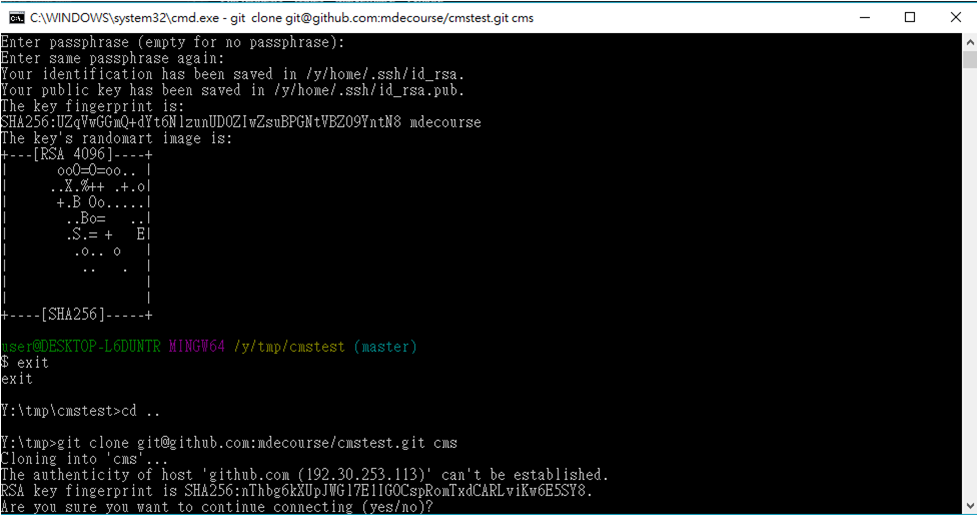 C:\WINDOWS\system32\cmd.exe - git clone git@github.com:mdecourse/cmstest.git cms
Enter passphrase (empty for no passphrase):
Enter same passphrase again:
Your identification has been saved in /y/home/.ssh/id_rsa.
Your public key has been saved in /y/home/.ssh/id_rsa.pub.
The key fingerprint is:
SHA256:UZqVwGGmQ+dYt6NlzunUDOZIwZsuBPGNtVBZO9YntN8 mdecourse
The key's randomart image is:
+---[RSA 4096]----+
|      ooO=O=oo.. |
|     ..X.%++ .+.o|
|      +.B Oo.....|
|       ..Bo=   ..|
|       .S.= +   E|
|        .o.. o   |
|         ..   .  |
|                 |
|                 |
+----[SHA256]-----+
user@DESKTOP-L6DUNTR MINGW64 /y/tmp/cmstest (master)
$ exit
exit
Y:\tmp\cmstest>cd ..
Y:\tmp>git clone git@github.com:mdecourse/cmstest.git cms
Cloning into 'cms'...
The authenticity of host 'github.com (192.30.253.113)' can't be established.
RSA key fingerprint is SHA256:nThbg6kXUpJWGl7E1IGOCspRomTxdCARLviKw6E5SY8.
Are you sure you want to continue connecting (yes/no)?